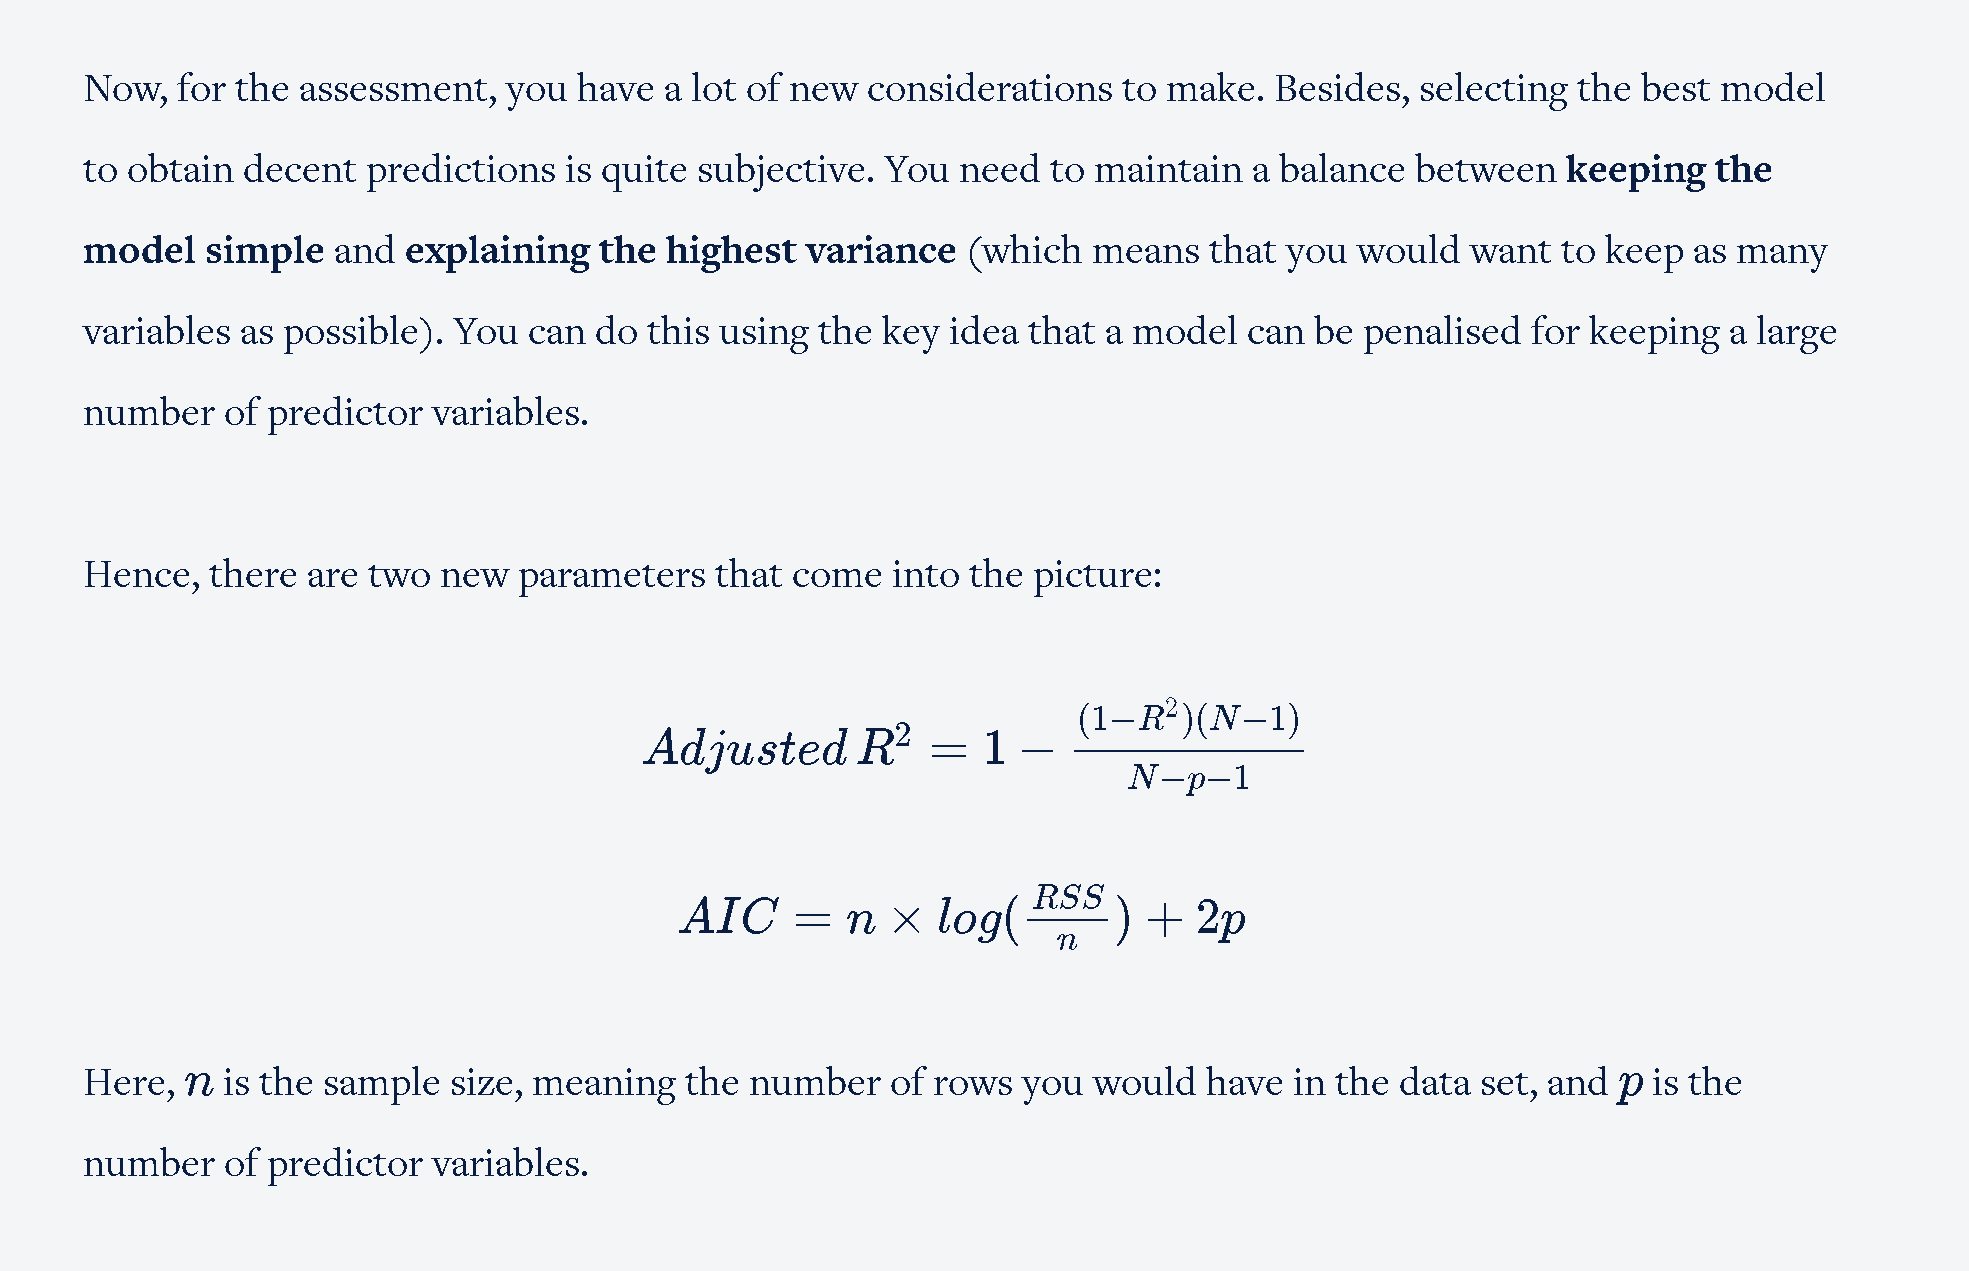 Now, for the assessment, you have a lot of new considerations to make. Besides, selecting the best model
to obtain decent predictions is quite subjective. You need to maintain a balance between keeping the
model simple and explaining the highest variance (which means that you would want to keep as many
variables as possible). You can do this using the key idea that a model can be penalised for keeping a large
number of predictor variables.
Hence, there are two new parameters that come into the picture:
Adjusted R² = 1 − (1−R²)(N−1) / N−p−1
AIC = n × log(RSS/n) + 2p
Here, n is the sample size, meaning the number of rows you would have in the data set, and p is the
number of predictor variables.